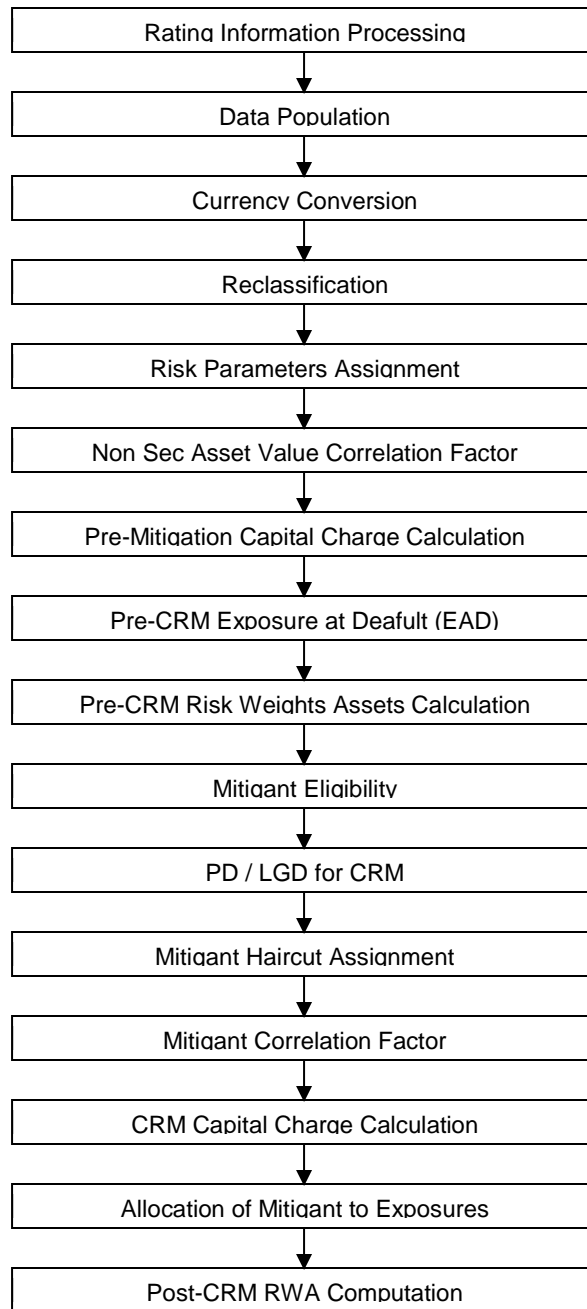 Rating Information Processing
Data Population
Currency Conversion
Reclassification
Risk Parameters Assignment
Non Sec Asset Value Correlation Factor
Pre-Mitigation Capital Charge Calculation
Pre-CRM Exposure at Deafult (EAD)
Pre-CRM Risk Weights Assets Calculation
Mitigant Eligibility
PD / LGD for CRM
Mitigant Haircut Assignment
Mitigant Correlation Factor
CRM Capital Charge Calculation
Allocation of Mitigant to Exposures
Post-CRM RWA Computation